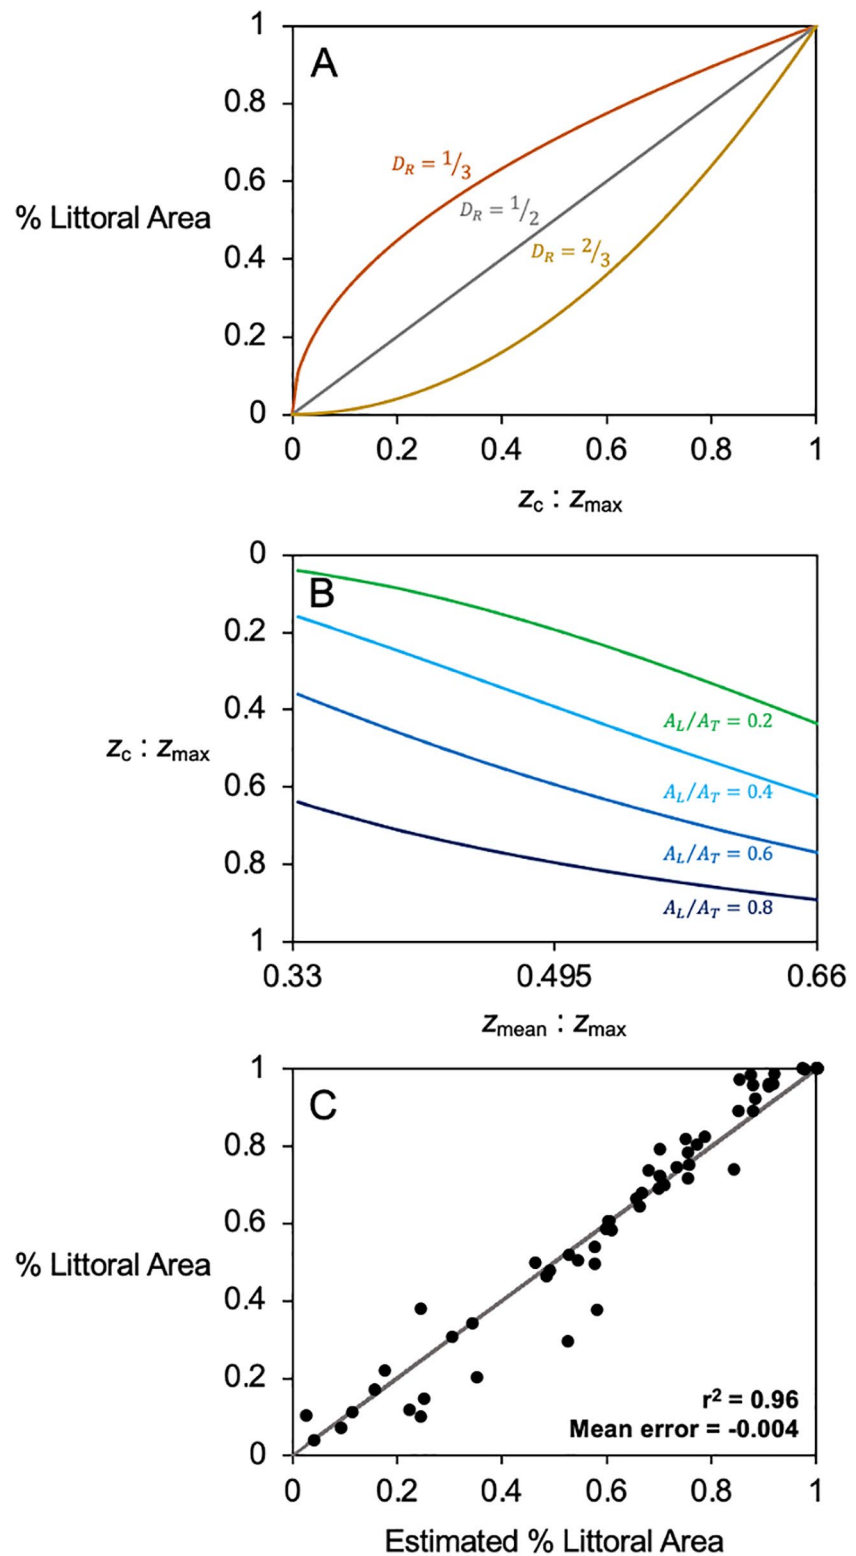 1
A
0.8
D_R = 1/3
0.6
% Littoral Area
D_R = 1/2
D_R = 2/3
0.4
0.2
0
0 0.2 0.4 0.6 0.8 1
z_c : z_max
0
B
0.2
0.4
A_L/A_T = 0.2
z_c : z_max
0.6
A_L/A_T = 0.4
A_L/A_T = 0.6
0.8
A_L/A_T = 0.8
1
0.33 0.495 0.66
z_mean : z_max
1
C
0.8
0.6
% Littoral Area
0.4
0.2
r² = 0.96
Mean error = -0.004
0
0 0.2 0.4 0.6 0.8 1
Estimated % Littoral Area